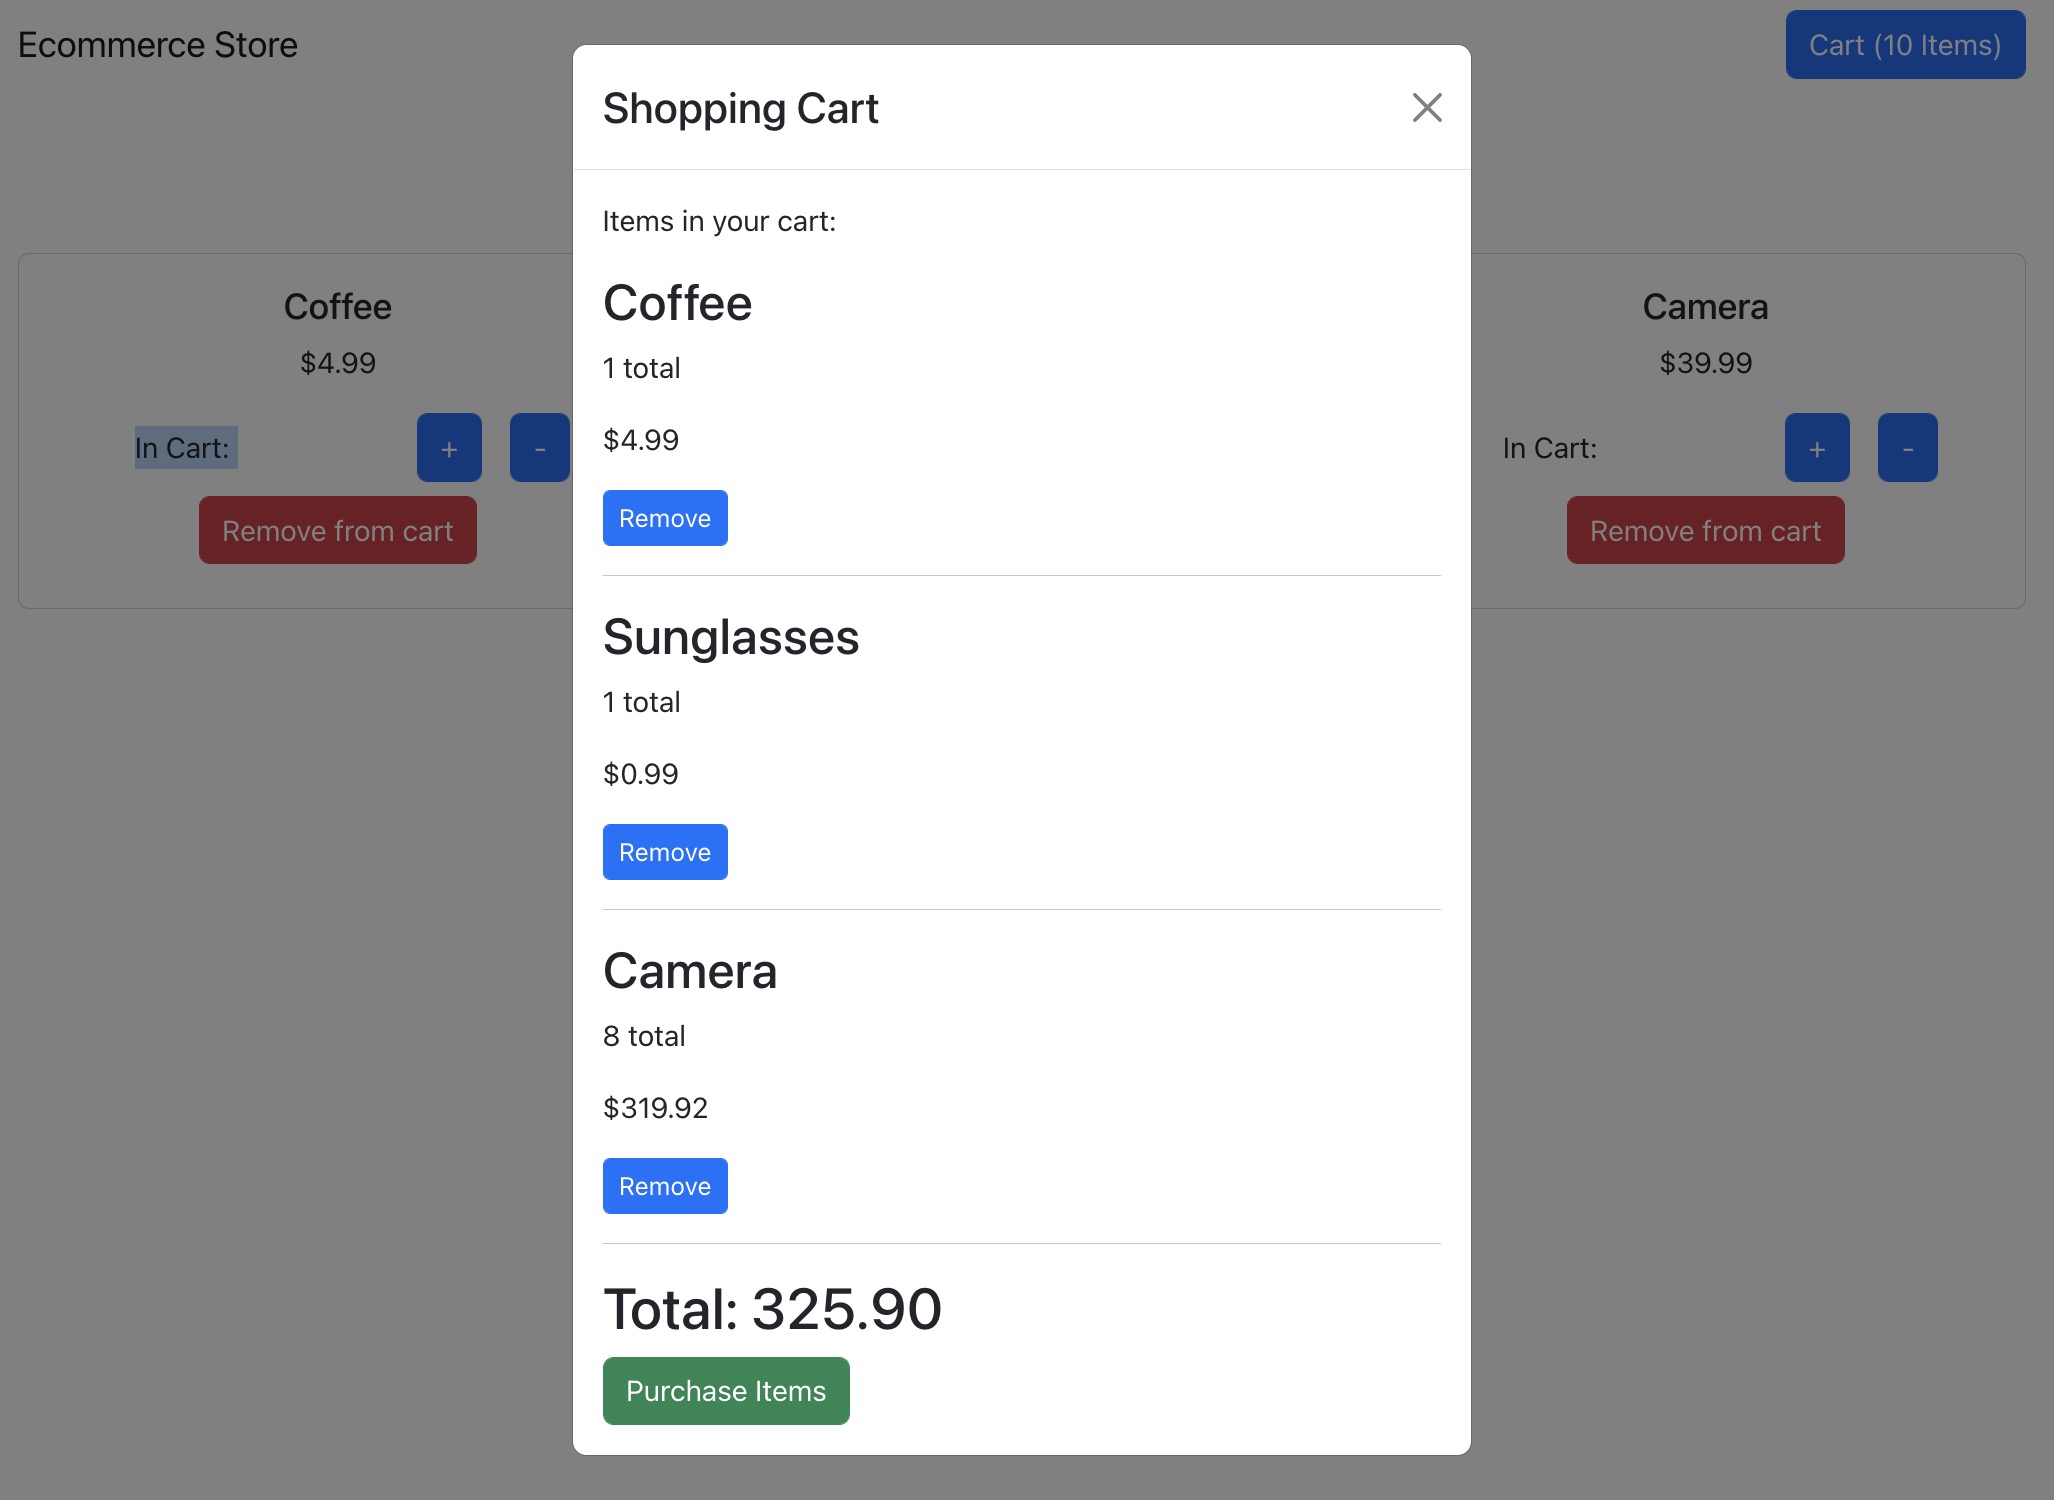 Ecommerce Store
Cart (10 Items)
Shopping Cart
Items in your cart:
Coffee
1 total
$4.99
Remove
Sunglasses
1 total
$0.99
Remove
Camera
8 total
$319.92
Remove
Total: 325.90
Purchase Items
Coffee
$4.99
In Cart:
+
-
Remove from cart
Camera
$39.99
In Cart:
+
-
Remove from cart